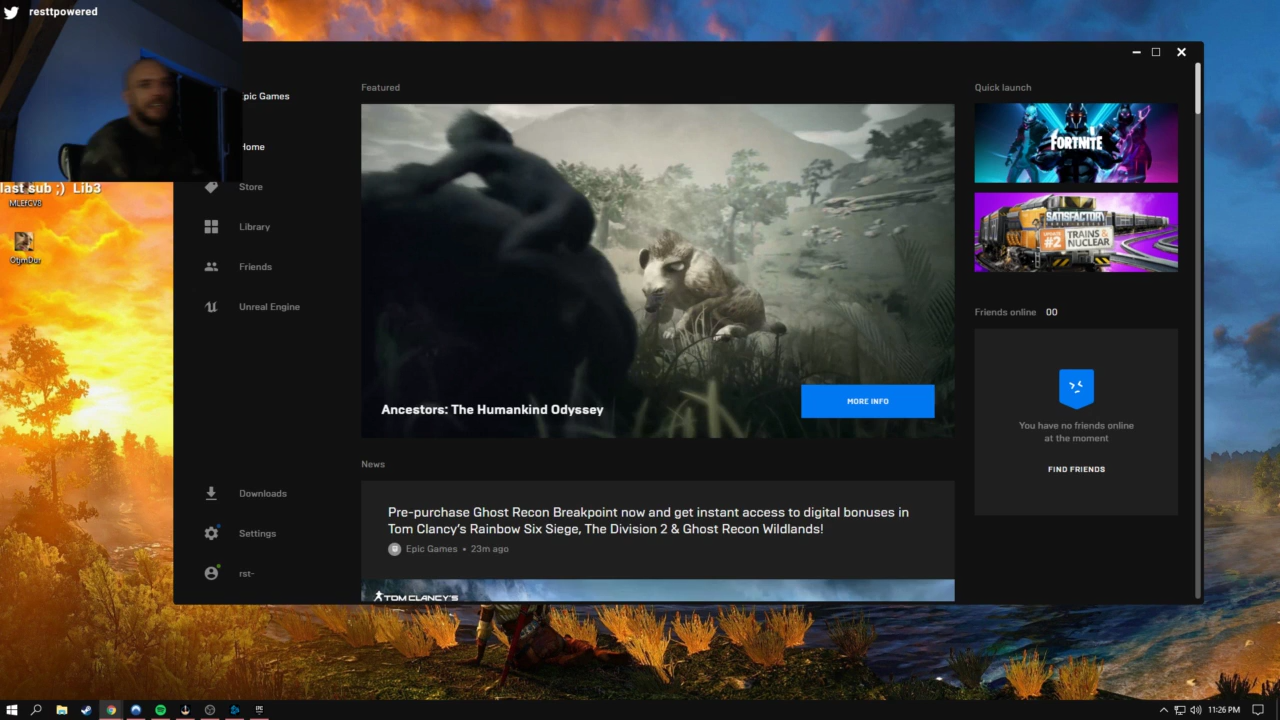 resttpowered
Epic Games
Home
last sub ;) Lib3
Store
Library
Friends
Unreal Engine
Downloads
Settings
rst-
Featured
Ancestors: The Humankind Odyssey
MORE INFO
News
Pre-purchase Ghost Recon Breakpoint now and get instant access to digital bonuses in
Tom Clancy's Rainbow Six Siege, The Division 2 & Ghost Recon Wildlands!
Epic Games • 23m ago
TOM CLANCY'S
Quick launch
FORTNITE
SATISFACTORY
UPDATE
#2
TRAINS &
NUCLEAR
Friends online 00
You have no friends online
at the moment
FIND FRIENDS
EPIC
11:26 PM